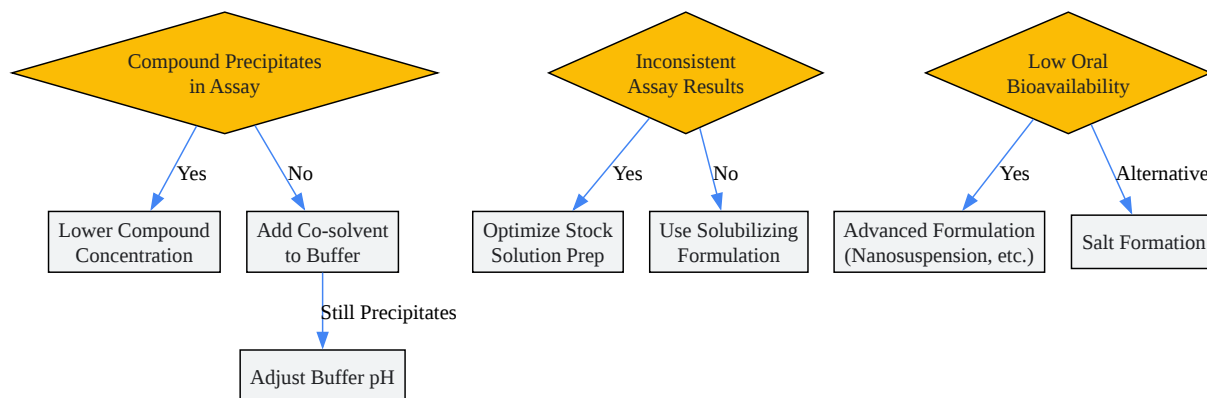 Compound Precipitates
in Assay
Yes
No
Lower Compound
Concentration
Add Co-solvent
to Buffer
Still Precipitates
Adjust Buffer pH
Inconsistent
Assay Results
Yes
No
Optimize Stock
Solution Prep
Use Solubilizing
Formulation
Low Oral
Bioavailability
Yes
Alternative
Advanced Formulation
(Nanosuspension, etc.)
Salt Formation